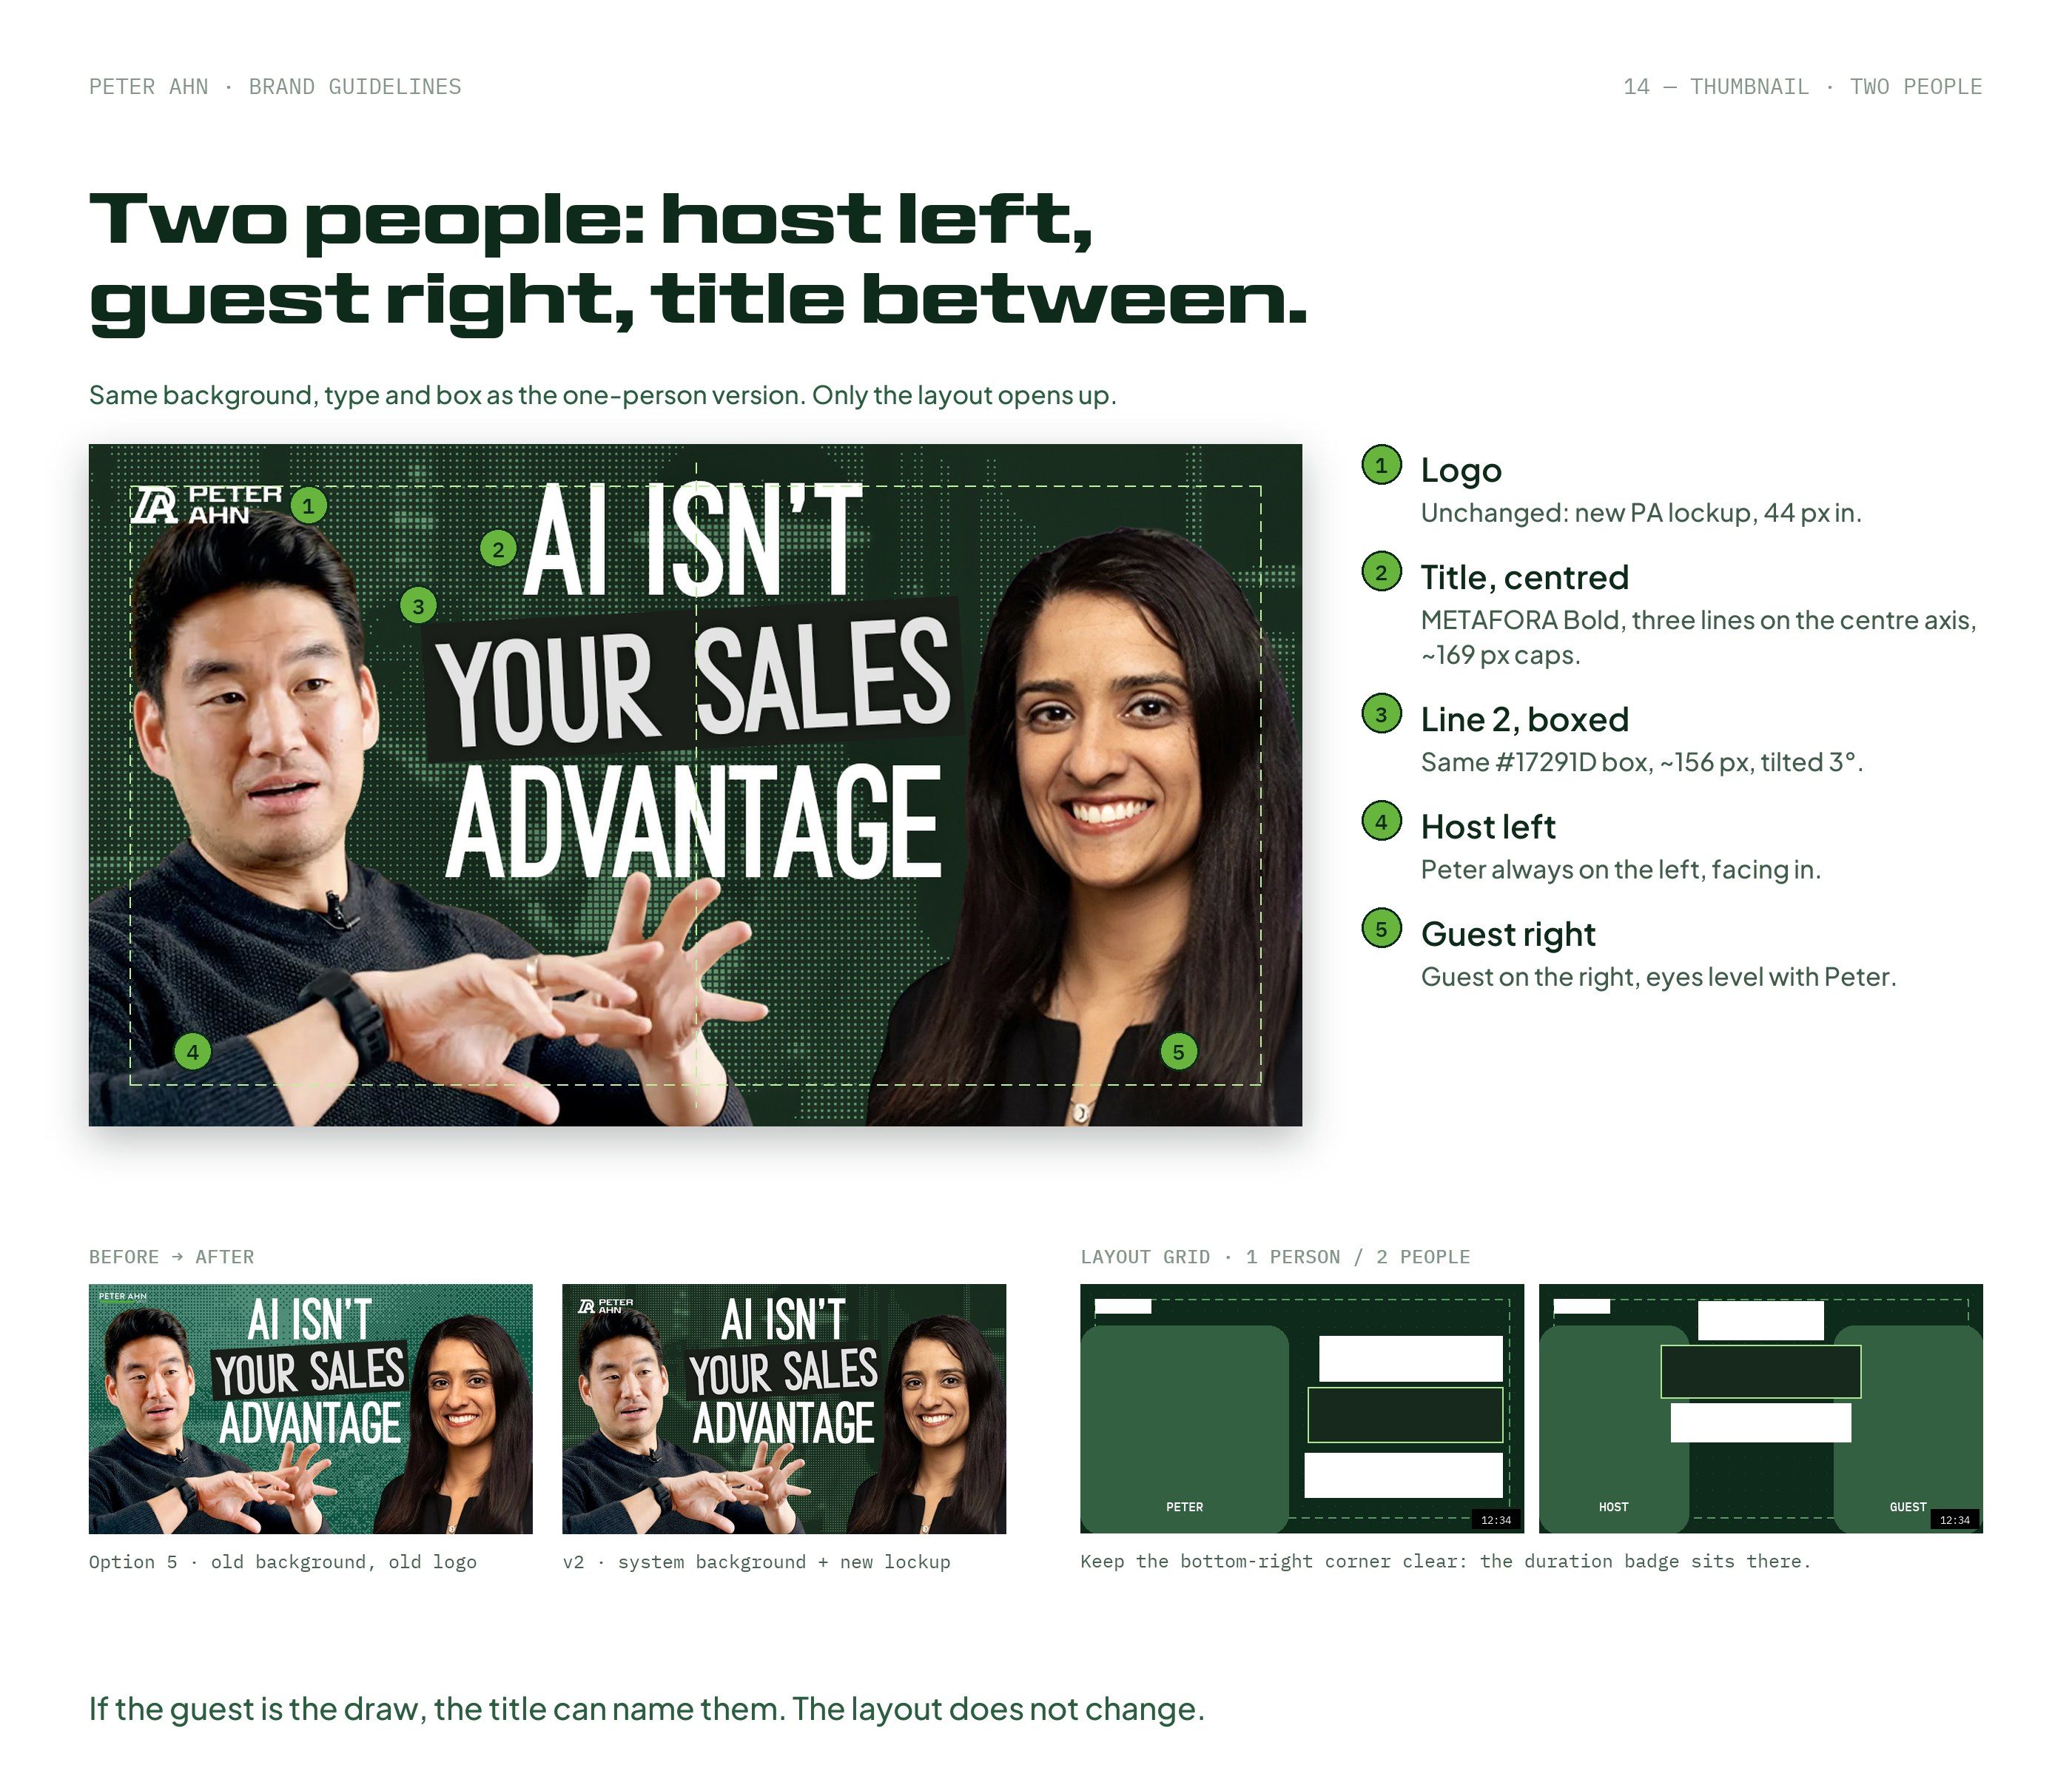 PETER AHN · BRAND GUIDELINES
14 — THUMBNAIL · TWO PEOPLE
Two people: host left,
guest right, title between.
Same background, type and box as the one-person version. Only the layout opens up.
PETER
AHN
1
AI ISN'T
2
3
YOUR SALES
ADVANTAGE
4
5
1
Logo
Unchanged: new PA lockup, 44 px in.
2
Title, centred
METAFORA Bold, three lines on the centre axis,
~169 px caps.
3
Line 2, boxed
Same #17291D box, ~156 px, tilted 3°.
4
Host left
Peter always on the left, facing in.
5
Guest right
Guest on the right, eyes level with Peter.
BEFORE → AFTER
PETER AHN
AI ISN'T
YOUR SALES
ADVANTAGE
Option 5 · old background, old logo
PETER
AHN
AI ISN'T
YOUR SALES
ADVANTAGE
v2 · system background + new lockup
LAYOUT GRID · 1 PERSON / 2 PEOPLE
PETER
12:34
HOST
GUEST
12:34
Keep the bottom-right corner clear: the duration badge sits there.
If the guest is the draw, the title can name them. The layout does not change.